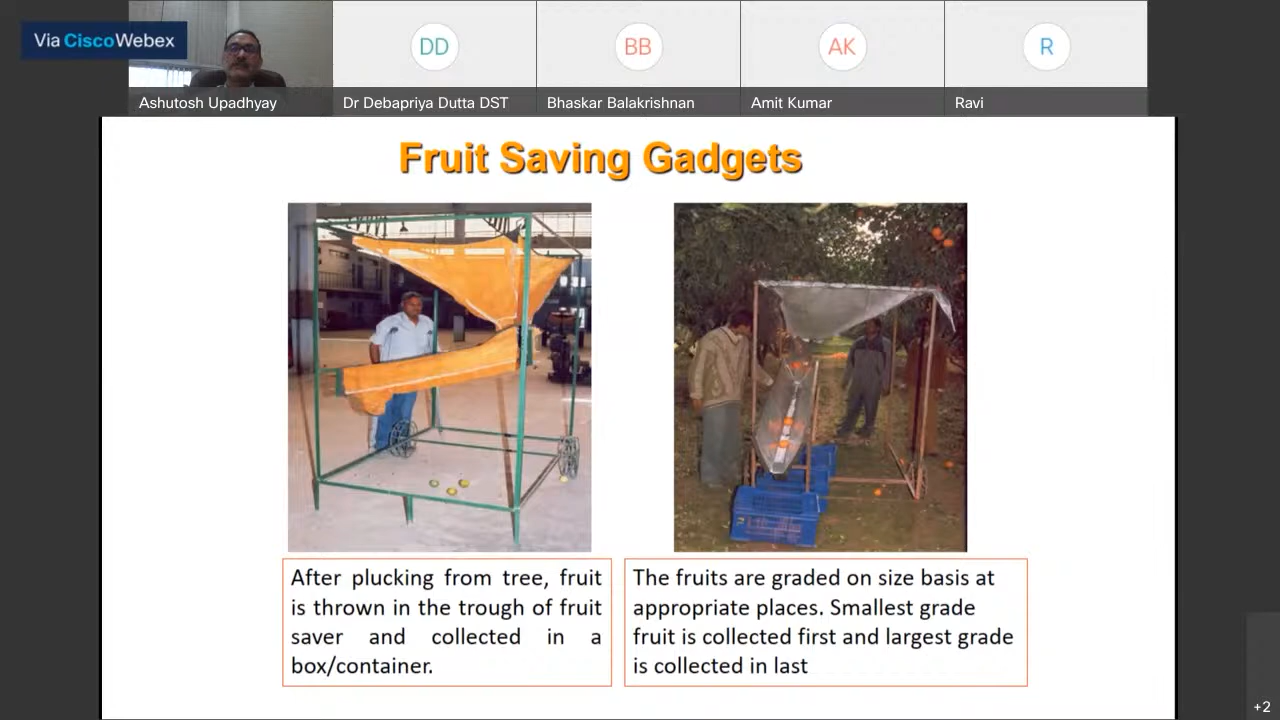 Via Cisco Webex
DD
BB
AK
R
Ashutosh Upadhyay
Dr Debapriya Dutta DST
Bhaskar Balakrishnan
Amit Kumar
Ravi
Fruit Saving Gadgets
After plucking from tree, fruit
is thrown in the trough of fruit
saver and collected in a
box/container.
The fruits are graded on size basis at
appropriate places. Smallest grade
fruit is collected first and largest grade
is collected in last
+2